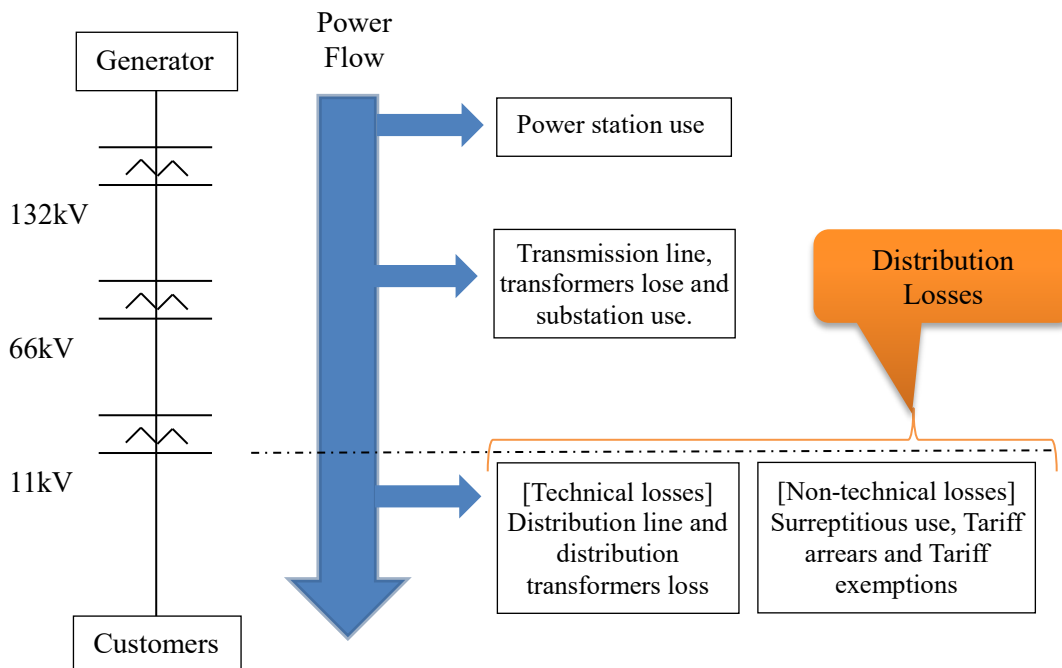 Generator
132kV
66kV
11kV
Customers
Power
Flow
Power station use
Transmission line,
transformers lose and
substation use.
Distribution
Losses
[Technical losses]
Distribution line and
distribution
transformers loss
[Non-technical losses]
Surreptitious use, Tariff
arrears and Tariff
exemptions